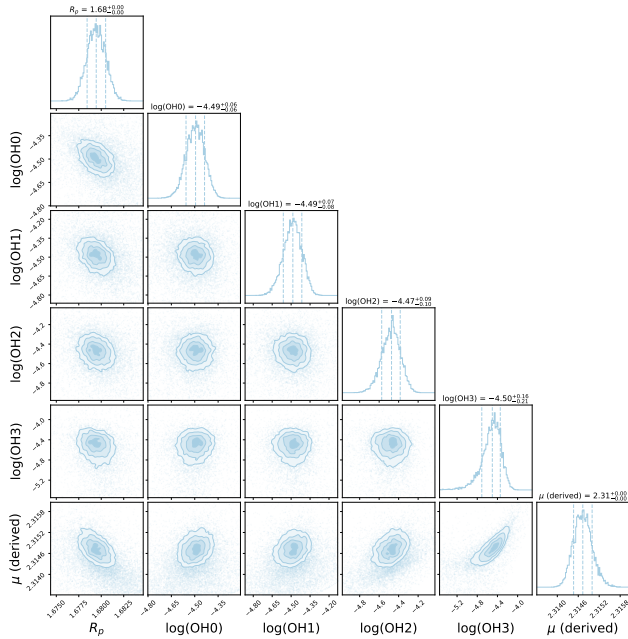 R_p = 1.68^{+0.00}_{-0.00}
log(OH0) = −4.49^{+0.06}_{-0.06}
log(OH0)
−4.35
−4.50
−4.65
−4.80
log(OH1) = −4.49^{+0.07}_{-0.08}
log(OH1)
−4.20
−4.35
−4.50
−4.65
−4.80
log(OH2) = −4.47^{+0.09}_{-0.10}
log(OH2)
−4.2
−4.4
−4.6
−4.8
log(OH3) = −4.50^{+0.16}_{-0.21}
log(OH3)
−4.0
−4.4
−4.8
−5.2
μ (derived) = 2.31^{+0.00}_{-0.00}
μ (derived)
2.3158
2.3152
2.3146
2.3140
1.6750 1.6775 1.6800 1.6825
−4.80 −4.65 −4.50 −4.35
−4.80 −4.65 −4.50 −4.35 −4.20
−4.8 −4.6 −4.4 −4.2
−5.2 −4.8 −4.4 −4.0
2.3140 2.3146 2.3152 2.3158
R_p log(OH0) log(OH1) log(OH2) log(OH3) μ (derived)